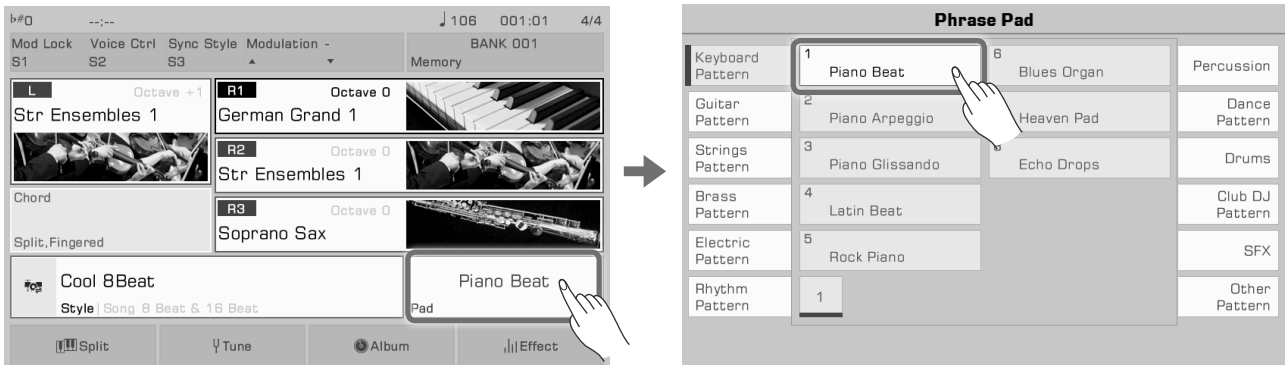 ♭#0 --:-- ♩106 001:01 4/4
Mod Lock Voice Ctrl Sync Style Modulation - BANK 001
S1 S2 S3 ▲ ▼ Memory
L Octave +1
Str Ensembles 1
R1 Octave 0
German Grand 1
R2 Octave 0
Str Ensembles 1
Chord
Split,Fingered
R3 Octave 0
Soprano Sax
Cool 8Beat
Style | Song 8 Beat & 16 Beat
Piano Beat
Pad
Split Tune Album Effect
Phrase Pad
Keyboard
Pattern
Guitar
Pattern
Strings
Pattern
Brass
Pattern
Electric
Pattern
Rhythm
Pattern
1
Piano Beat
2
Piano Arpeggio
3
Piano Glissando
4
Latin Beat
5
Rock Piano
1
6
Blues Organ
Heaven Pad
Echo Drops
Percussion
Dance
Pattern
Drums
Club DJ
Pattern
SFX
Other
Pattern